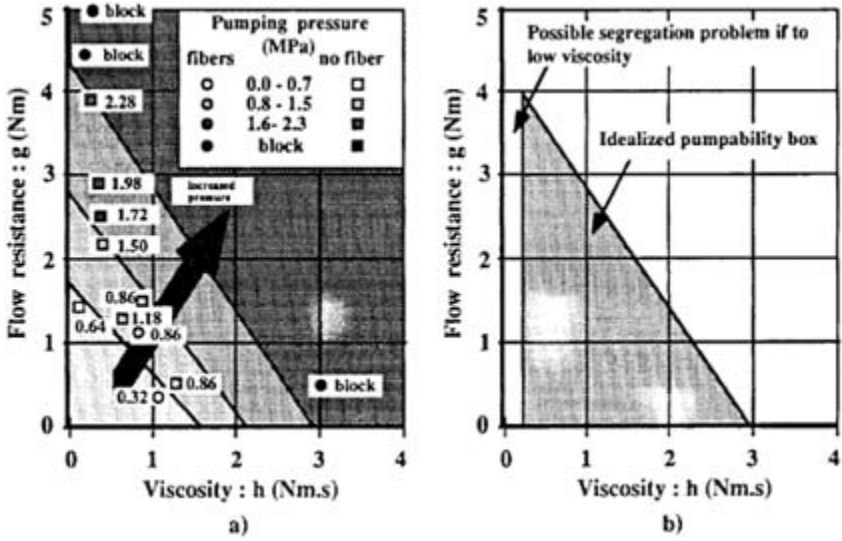 5
4
3
2
1
0
Flow resistance : g (Nm)
block
block
Pumping pressure
(MPa)
fibers
no fiber
0.0 - 0.7
0.8 - 1.5
1.6- 2.3
block
2.28
1.98
1.72
1.50
Increased
pressure
0.86
1.18
0.64
0.86
0.86
0.32
block
0 1 2 3 4
Viscosity : h (Nm.s)
a)
5
4
3
2
1
0
Flow resistance : g (Nm)
Possible segregation problem if to
low viscosity
Idealized pumpability box
0 1 2 3 4
Viscosity : h (Nm.s)
b)